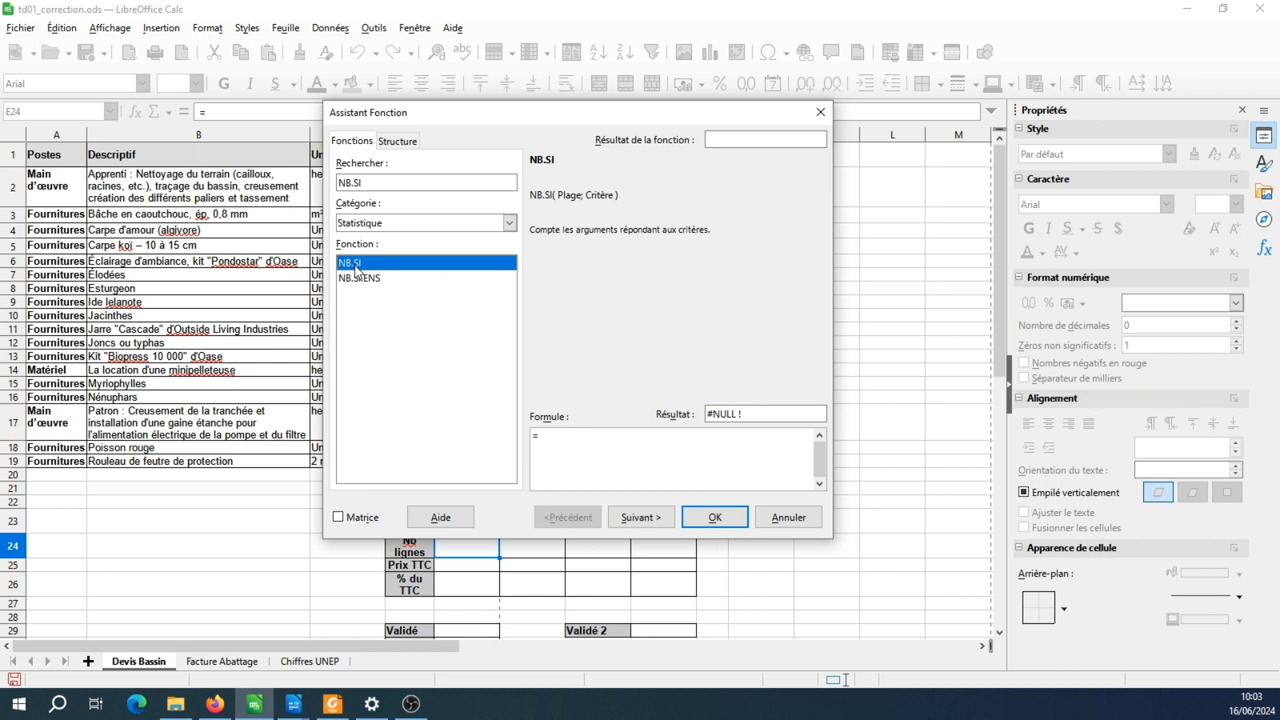 td01_correction.ods — LibreOffice Calc
Fichier Édition Affichage Insertion Format Styles Feuille Données Outils Fenêtre Aide
Arial
E24 =
A B L M
1 Postes Descriptif
2 Main d'œuvre Apprenti : Nettoyage du terrain (cailloux, racines, etc.), traçage du bassin, creusement création des différents paliers et tassement
3 Fournitures Bâche en caoutchouc, ép. 0,8 mm
4 Fournitures Carpe d'amour (algivore)
5 Fournitures Carpe koï – 10 à 15 cm
6 Fournitures Éclairage d'ambiance, kit "Pondostar" d'Oase
7 Fournitures Élodées
8 Fournitures Esturgeon
9 Fournitures Ide lelanote
10 Fournitures Jacinthes
11 Fournitures Jarre "Cascade" d'Outside Living Industries
12 Fournitures Joncs ou typhas
13 Fournitures Kit "Biopress 10 000" d'Oase
14 Matériel La location d'une minipelleteuse
15 Fournitures Myriophylles
16 Fournitures Nénuphars
17 Main d'œuvre Patron : Creusement de la tranchée et installation d'une gaine étanche pour l'alimentation électrique de la pompe et du filtre
18 Fournitures Poisson rouge
19 Fournitures Rouleau de feutre de protection
20
21
22
23
24 Nb lignes
25 Prix TTC
26 % du TTC
27
28
29 Validé Validé 2
Assistant Fonction
Fonctions Structure
Rechercher :
NB.SI
Catégorie :
Statistique
Fonction :
NB.SI
NB.SI.ENS
Résultat de la fonction :
NB.SI
NB.SI( Plage; Critère )
Compte les arguments répondant aux critères.
Formule : Résultat : #NULL !
=
Matrice Aide <Précédent Suivant > OK Annuler
Propriétés
Style
Par défaut
Caractère
Arial
Format numérique
Nombre de décimales 0
Zéros non significatifs : 1
Nombres négatifs en rouge
Séparateur de milliers
Alignement
Orientation du texte :
Empilé verticalement
Ajuster le texte
Fusionner les cellules
Apparence de cellule
Arrière-plan :
Devis Bassin Facture Abattage Chiffres UNEP
10:03
16/06/2024